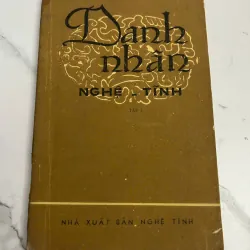 Danh
nhân
NGHỆ - TĨNH
NHÀ XUẤT BẢN NGHỆ TĨNH